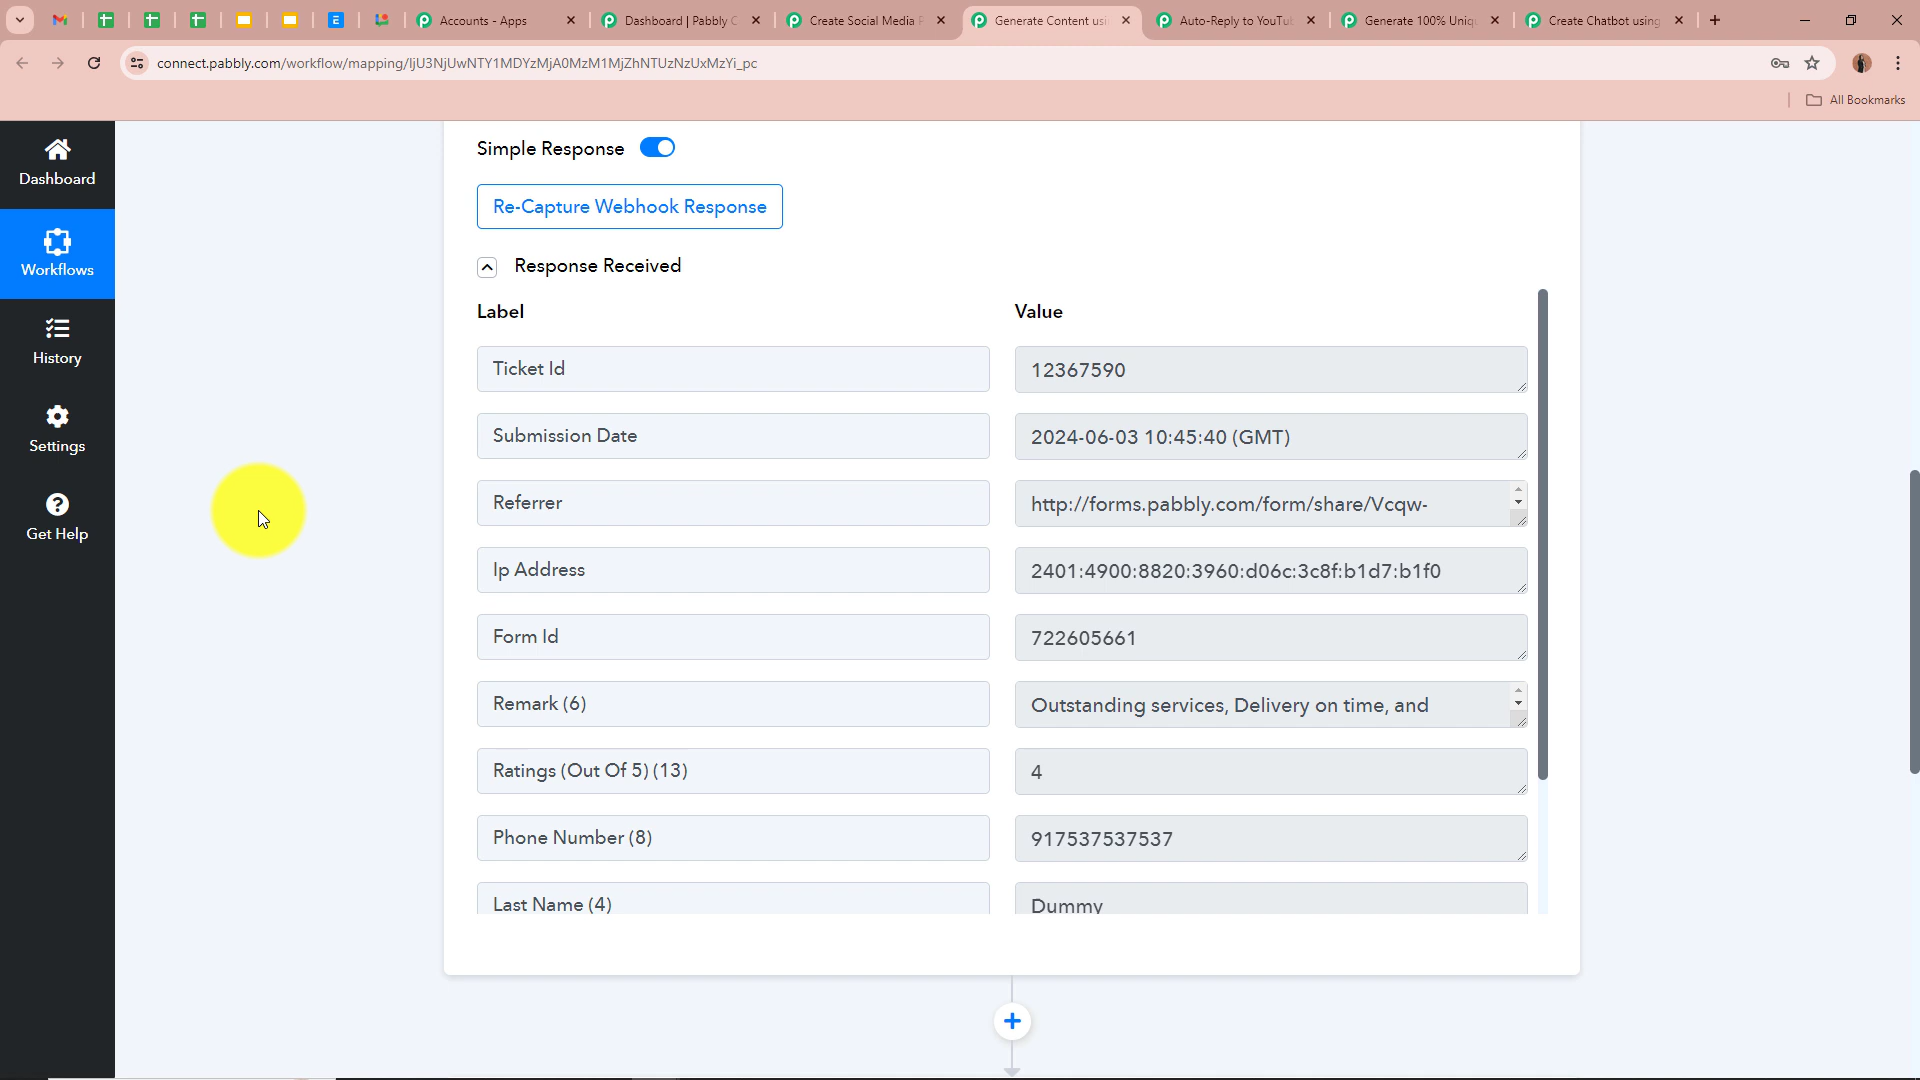 Accounts - Apps
Dashboard | Pabbly C
Create Social Media P
Generate Content usi
Auto-Reply to YouTu
Generate 100% Uniqu
Create Chatbot using
connect.pabbly.com/workflow/mapping/IjU3NjUwNTY1MDYzMjA0MzM1MjZhNTUzNzUxMzYi_pc
All Bookmarks
Dashboard
Workflows
History
Settings
Get Help
Simple Response
Re-Capture Webhook Response
Response Received
Label Value
Ticket Id 12367590
Submission Date 2024-06-03 10:45:40 (GMT)
Referrer http://forms.pabbly.com/form/share/Vcqw-
Ip Address 2401:4900:8820:3960:d06c:3c8f:b1d7:b1f0
Form Id 722605661
Remark (6) Outstanding services, Delivery on time, and
Ratings (Out Of 5) (13) 4
Phone Number (8) 917537537537
Last Name (4) Dummy